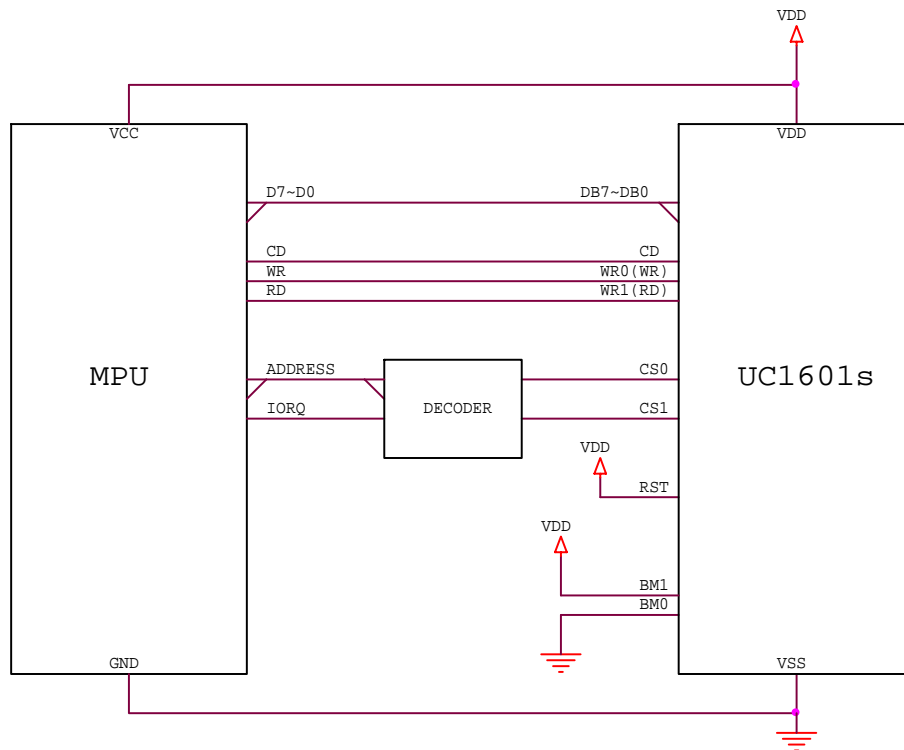 VDD
VCC VDD
D7~D0 DB7~DB0
CD CD
WR WR0(WR)
RD WR1(RD)
MPU ADDRESS CS0 UC1601s
IORQ DECODER CS1
VDD
RST
VDD
BM1
BM0
GND VSS